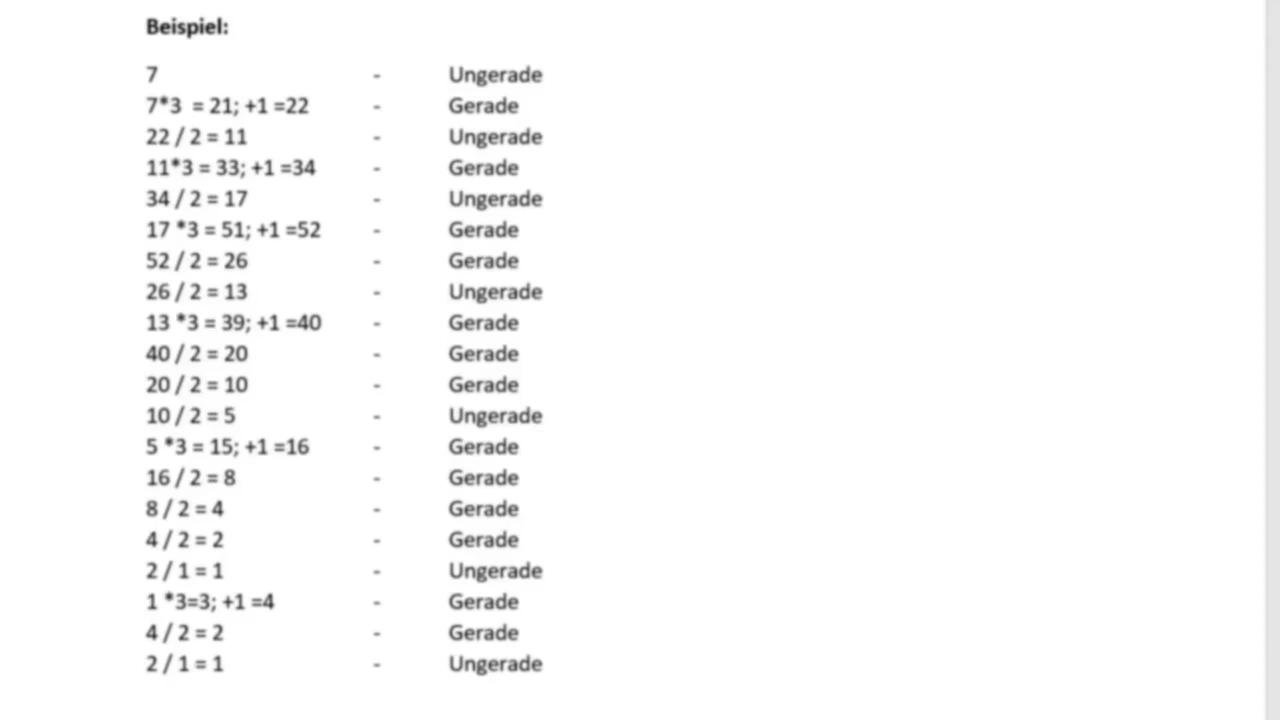 Beispiel:
7 - Ungerade
7*3 = 21; +1 =22 - Gerade
22 / 2 = 11 - Ungerade
11*3 = 33; +1 =34 - Gerade
34 / 2 = 17 - Ungerade
17 *3 = 51; +1 =52 - Gerade
52 / 2 = 26 - Gerade
26 / 2 = 13 - Ungerade
13 *3 = 39; +1 =40 - Gerade
40 / 2 = 20 - Gerade
20 / 2 = 10 - Gerade
10 / 2 = 5 - Ungerade
5 *3 = 15; +1 =16 - Gerade
16 / 2 = 8 - Gerade
8 / 2 = 4 - Gerade
4 / 2 = 2 - Gerade
2 / 1 = 1 - Ungerade
1 *3=3; +1 =4 - Gerade
4 / 2 = 2 - Gerade
2 / 1 = 1 - Ungerade